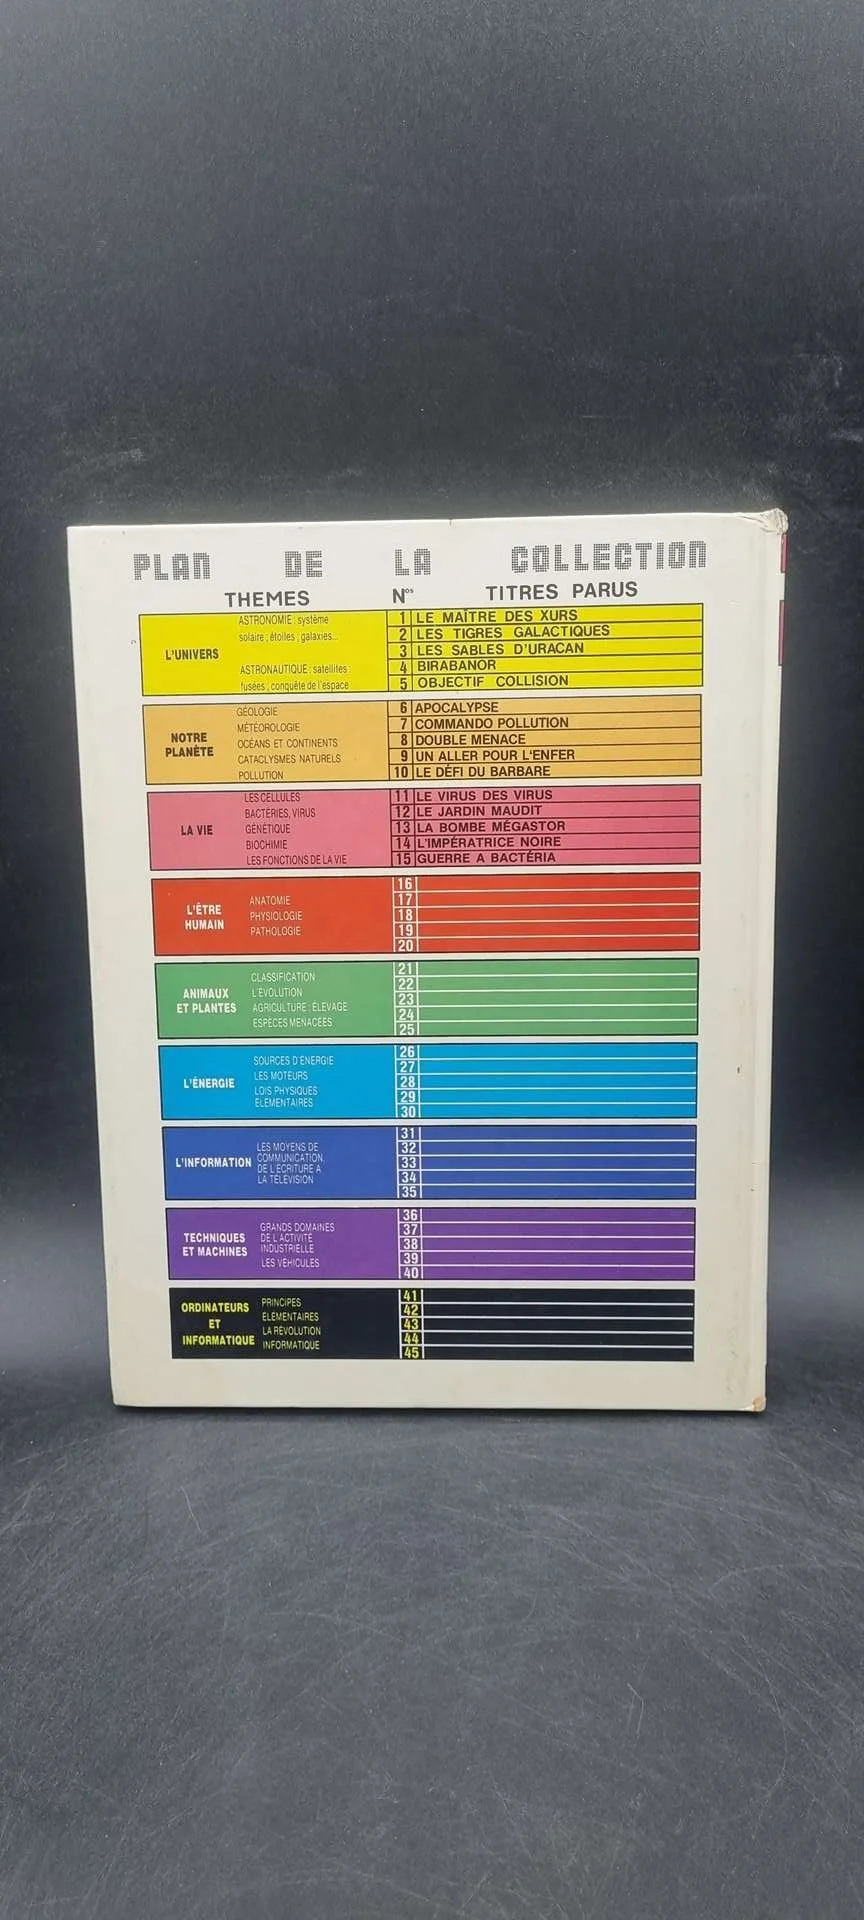 PLAN DE LA COLLECTION
THEMES Nos TITRES PARUS
L'UNIVERS
ASTRONOMIE : système
solaire ; étoiles ; galaxies...
ASTRONAUTIQUE : satellites ;
fusées ; conquête de l'espace
1 LE MAÎTRE DES XURS
2 LES TIGRES GALACTIQUES
3 LES SABLES D'URACAN
4 BIRABANOR
5 OBJECTIF COLLISION
NOTRE
PLANÈTE
GÉOLOGIE
MÉTÉOROLOGIE
OCÉANS ET CONTINENTS
CATACLYSMES NATURELS
POLLUTION
6 APOCALYPSE
7 COMMANDO POLLUTION
8 DOUBLE MENACE
9 UN ALLER POUR L'ENFER
10 LE DÉFI DU BARBARE
LA VIE
LES CELLULES
BACTÉRIES, VIRUS
GÉNÉTIQUE
BIOCHIMIE
LES FONCTIONS DE LA VIE
11 LE VIRUS DES VIRUS
12 LE JARDIN MAUDIT
13 LA BOMBE MÉGASTOR
14 L'IMPÉRATRICE NOIRE
15 GUERRE A BACTÉRIA
L'ÊTRE
HUMAIN
ANATOMIE
PHYSIOLOGIE
PATHOLOGIE
16
17
18
19
20
ANIMAUX
ET PLANTES
CLASSIFICATION
L'ÉVOLUTION
AGRICULTURE ; ÉLEVAGE
ESPÈCES MENACÉES
21
22
23
24
25
L'ÉNERGIE
SOURCES D'ÉNERGIE
LES MOTEURS
LOIS PHYSIQUES
ÉLÉMENTAIRES
26
27
28
29
30
L'INFORMATION
LES MOYENS DE
COMMUNICATION,
DE L'ÉCRITURE A
LA TÉLÉVISION
31
32
33
34
35
TECHNIQUES
ET MACHINES
GRANDS DOMAINES
DE L'ACTIVITÉ
INDUSTRIELLE
LES VÉHICULES
36
37
38
39
40
ORDINATEURS
ET
INFORMATIQUE
PRINCIPES
ÉLÉMENTAIRES
LA RÉVOLUTION
INFORMATIQUE
41
42
43
44
45